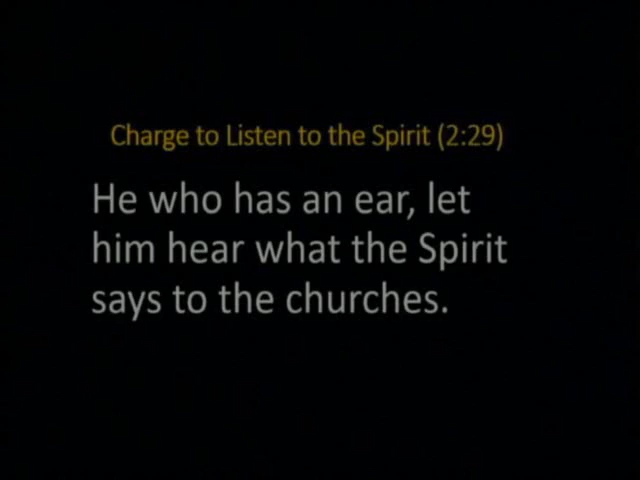 Charge to Listen to the Spirit (2:29)
He who has an ear, let
him hear what the Spirit
says to the churches.